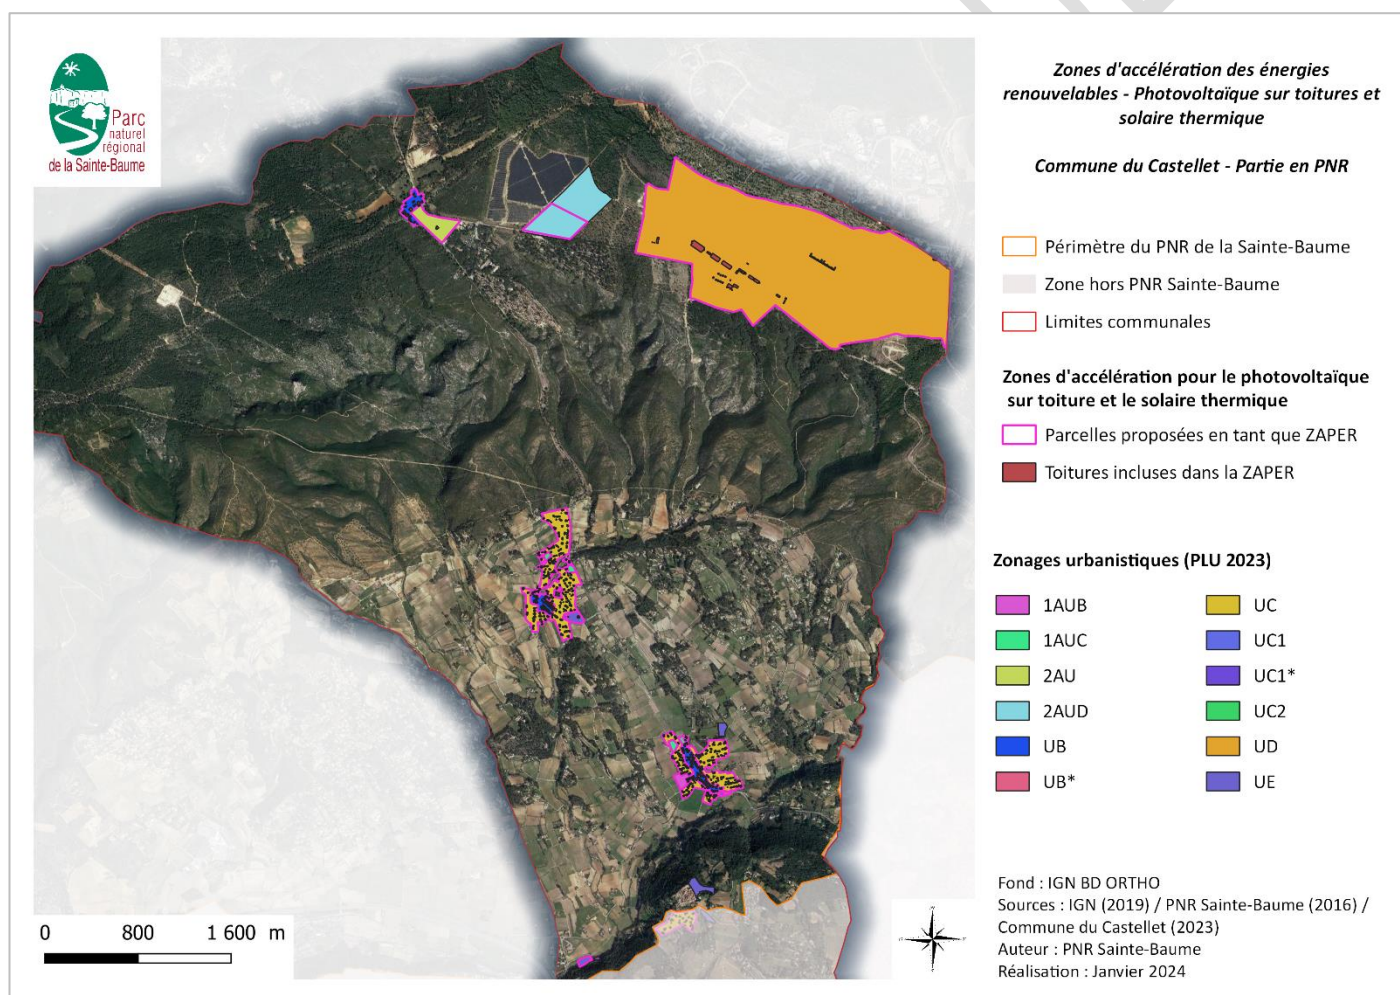 Parc
naturel
régional
de la Sainte-Baume
Zones d'accélération des énergies
renouvelables - Photovoltaïque sur toitures et
solaire thermique
Commune du Castellet - Partie en PNR
Périmètre du PNR de la Sainte-Baume
Zone hors PNR Sainte-Baume
Limites communales
Zones d'accélération pour le photovoltaïque
sur toiture et le solaire thermique
Parcelles proposées en tant que ZAPER
Toitures incluses dans la ZAPER
Zonages urbanistiques (PLU 2023)
1AUB
1AUC
2AU
2AUD
UB
UB*
UC
UC1
UC1*
UC2
UD
UE
Fond : IGN BD ORTHO
Sources : IGN (2019) / PNR Sainte-Baume (2016) /
Commune du Castellet (2023)
Auteur : PNR Sainte-Baume
Réalisation : Janvier 2024
0 800 1 600 m